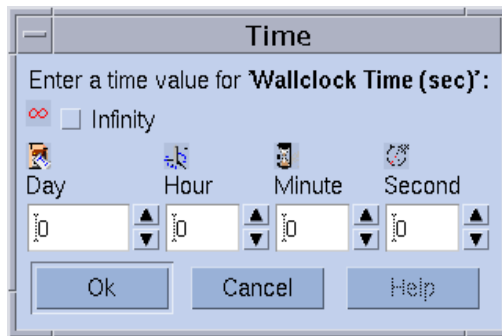 Time
Enter a time value for 'Wallclock Time (sec)':
∞ Infinity
Day Hour Minute Second
0 0 0 0
Ok Cancel Help